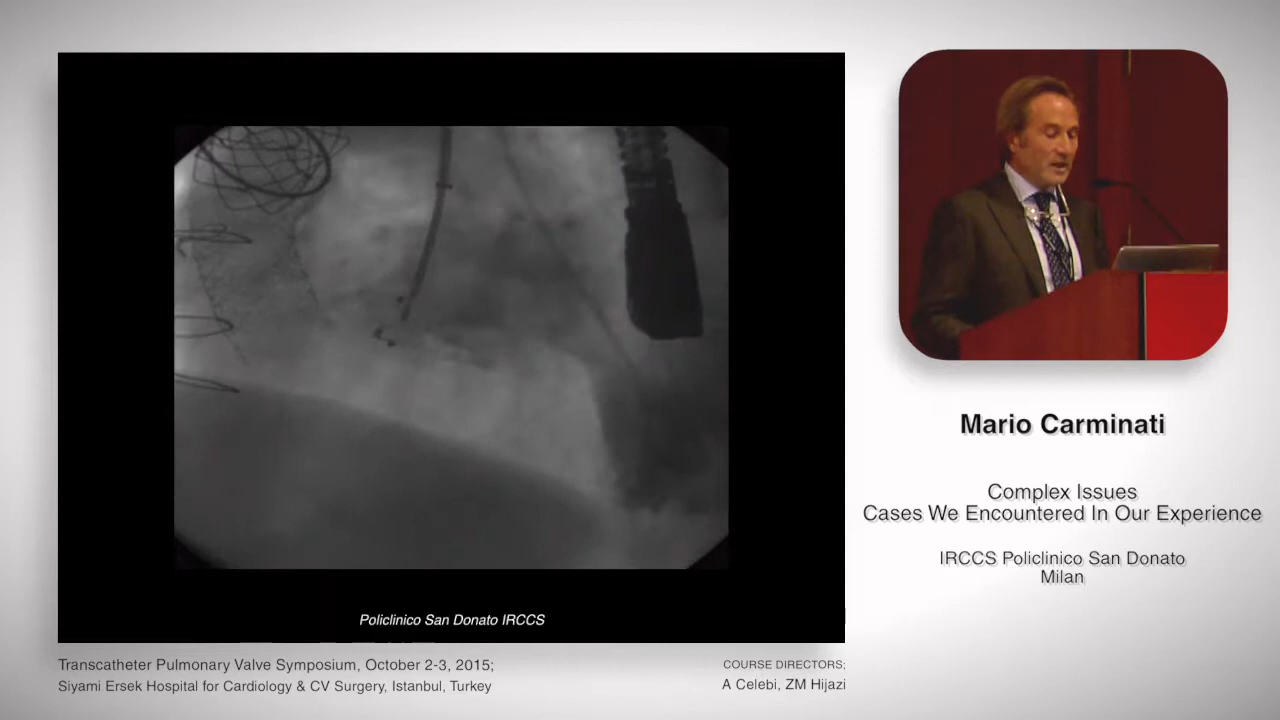 Policlinico San Donato IRCCS
Transcatheter Pulmonary Valve Symposium, October 2-3, 2015;
Siyami Ersek Hospital for Cardiology & CV Surgery, Istanbul, Turkey
COURSE DIRECTORS;
A Celebi, ZM Hijazi
Mario Carminati
Complex Issues
Cases We Encountered In Our Experience
IRCCS Policlinico San Donato
Milan